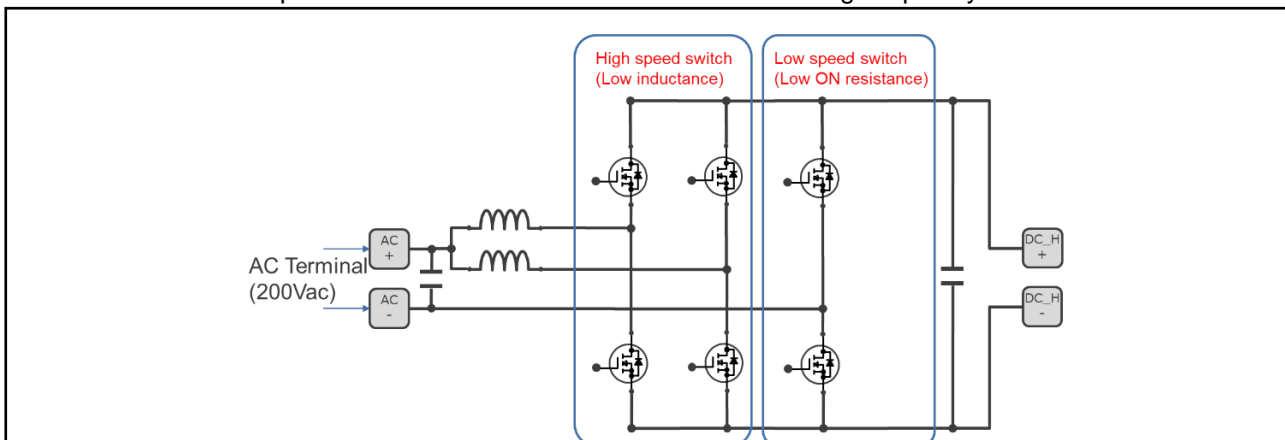 High speed switch
(Low inductance)
Low speed switch
(Low ON resistance)
AC
+
AC Terminal
(200Vac)
AC
-
DC_H
+
DC_H
-